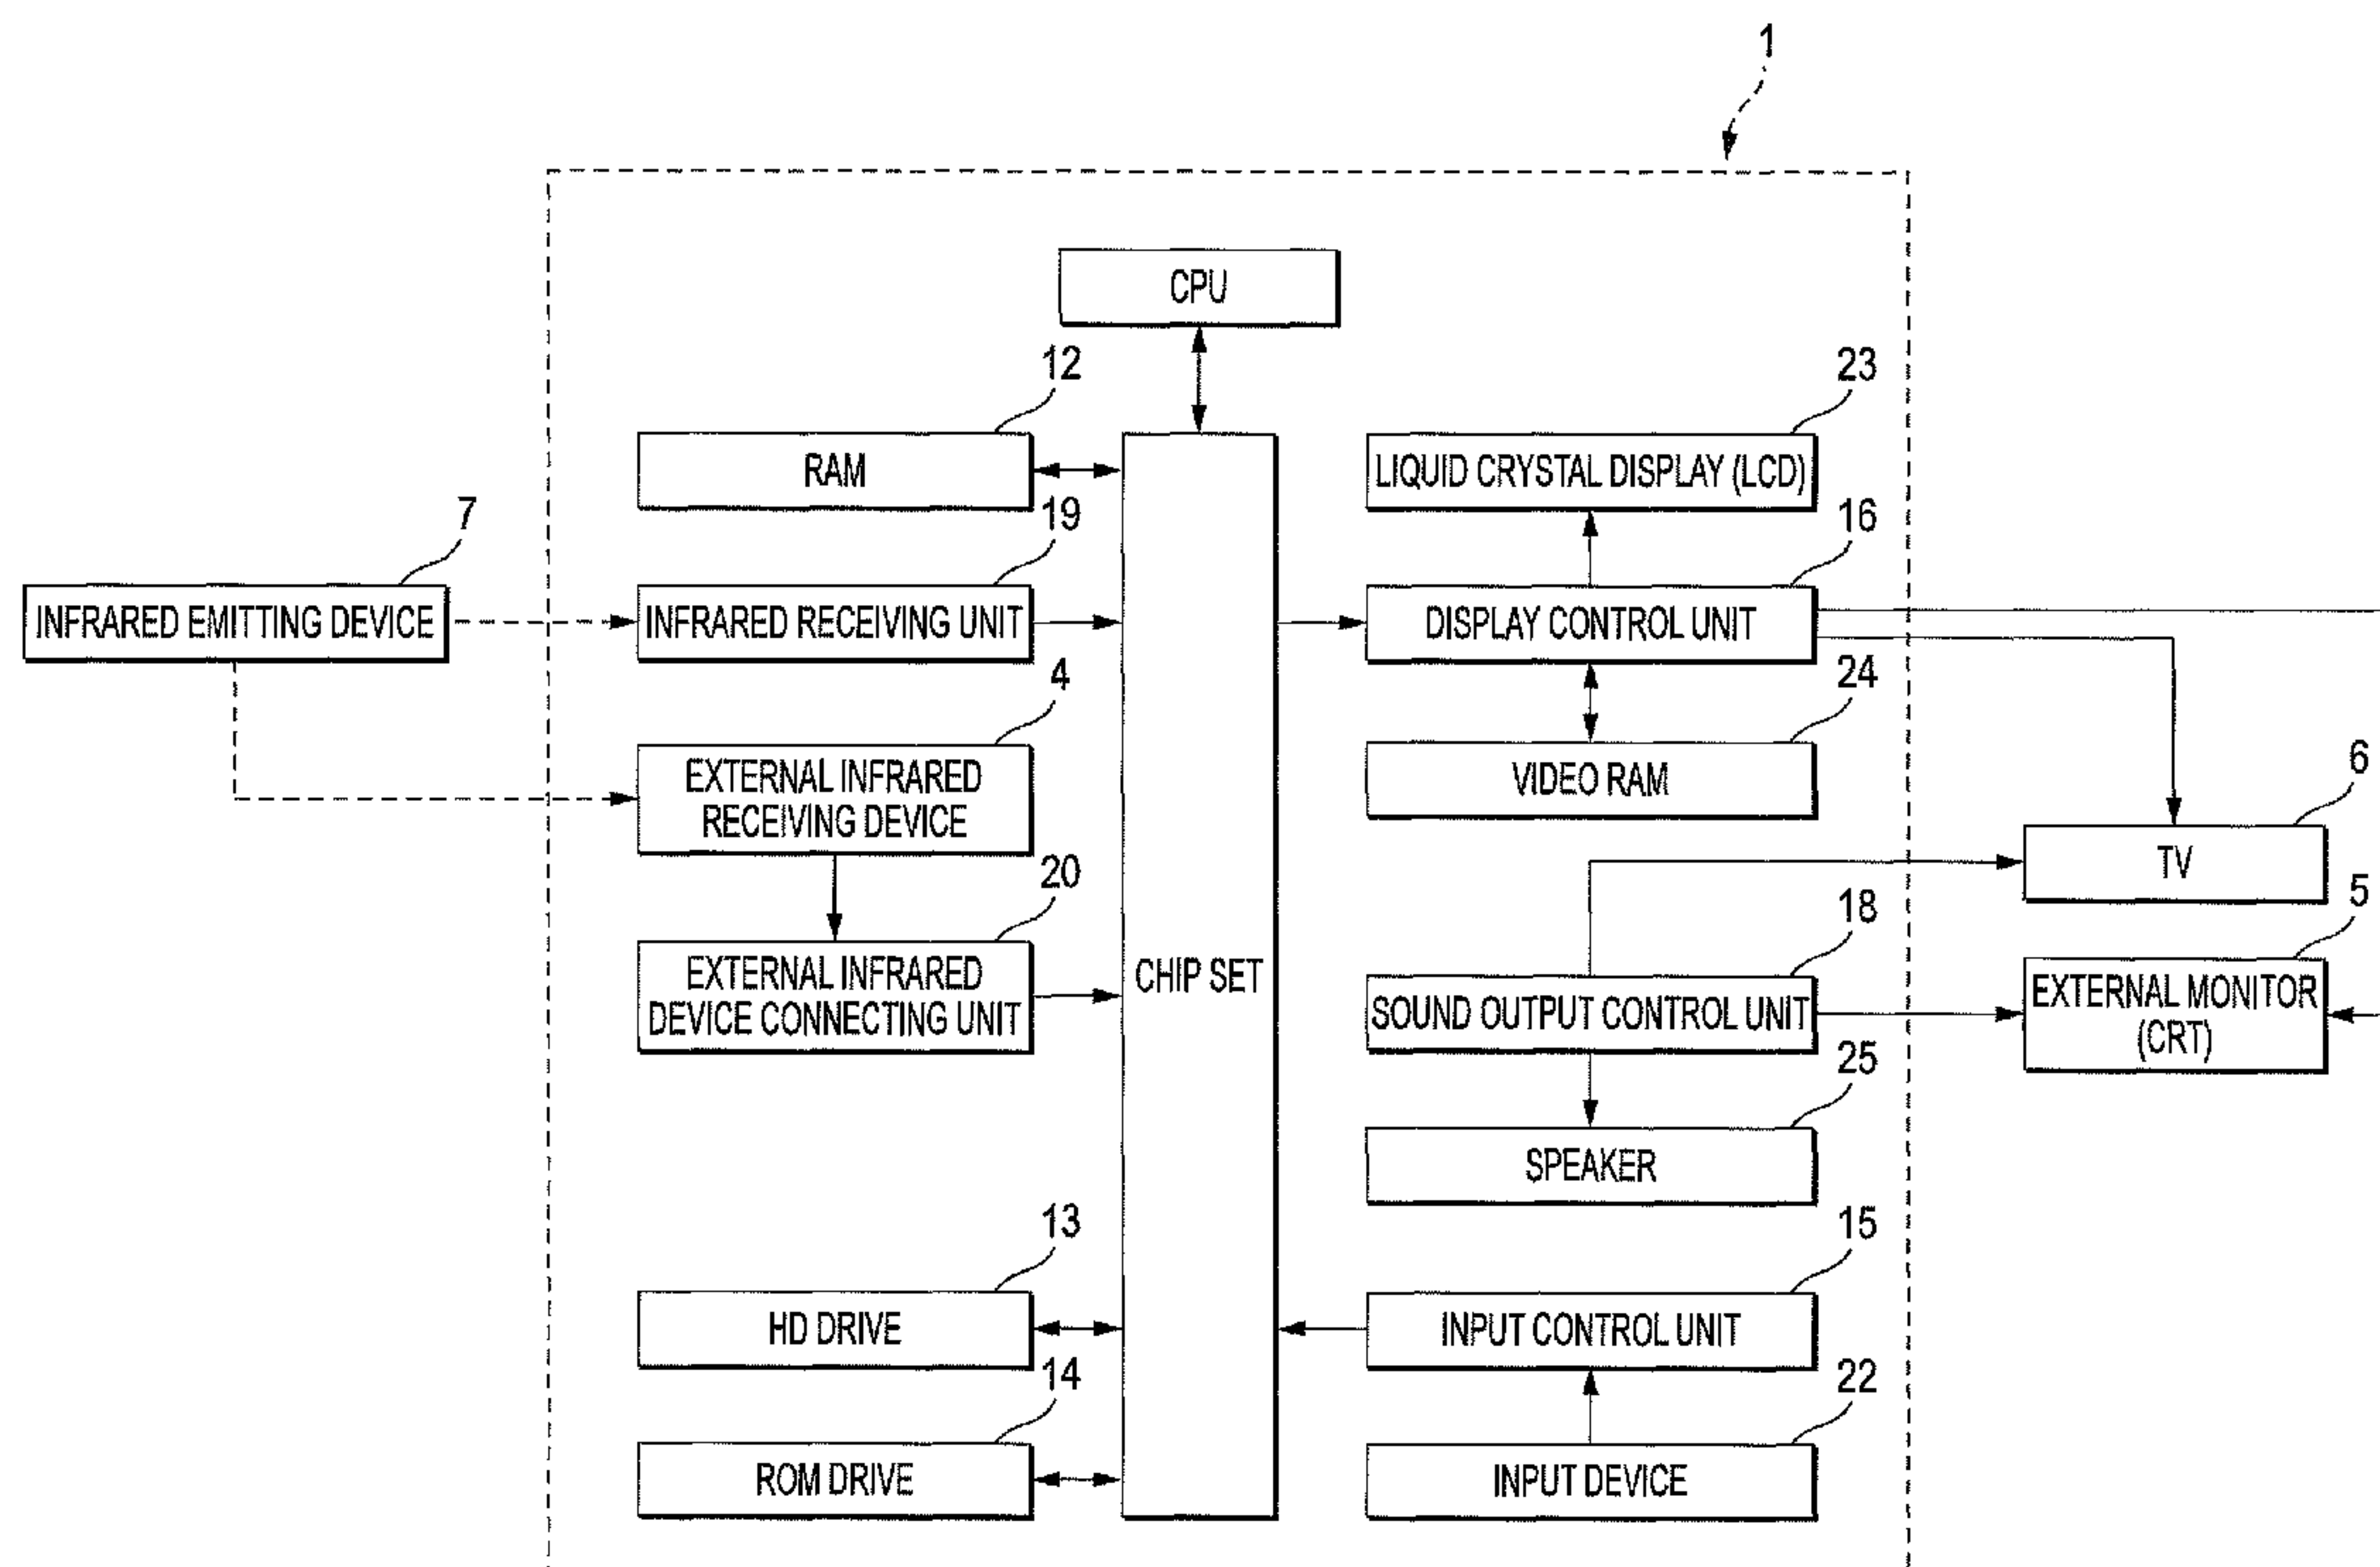 1
CPU
12
RAM
23
LIQUID CRYSTAL DISPLAY (LCD)
7
INFRARED EMITTING DEVICE
19
INFRARED RECEIVING UNIT
16
DISPLAY CONTROL UNIT
4
EXTERNAL INFRARED
RECEIVING DEVICE
24
VIDEO RAM
6
TV
20
EXTERNAL INFRARED
DEVICE CONNECTING UNIT
CHIP SET
18
SOUND OUTPUT CONTROL UNIT
5
EXTERNAL MONITOR
(CRT)
25
SPEAKER
13
HD DRIVE
15
INPUT CONTROL UNIT
14
ROM DRIVE
22
INPUT DEVICE